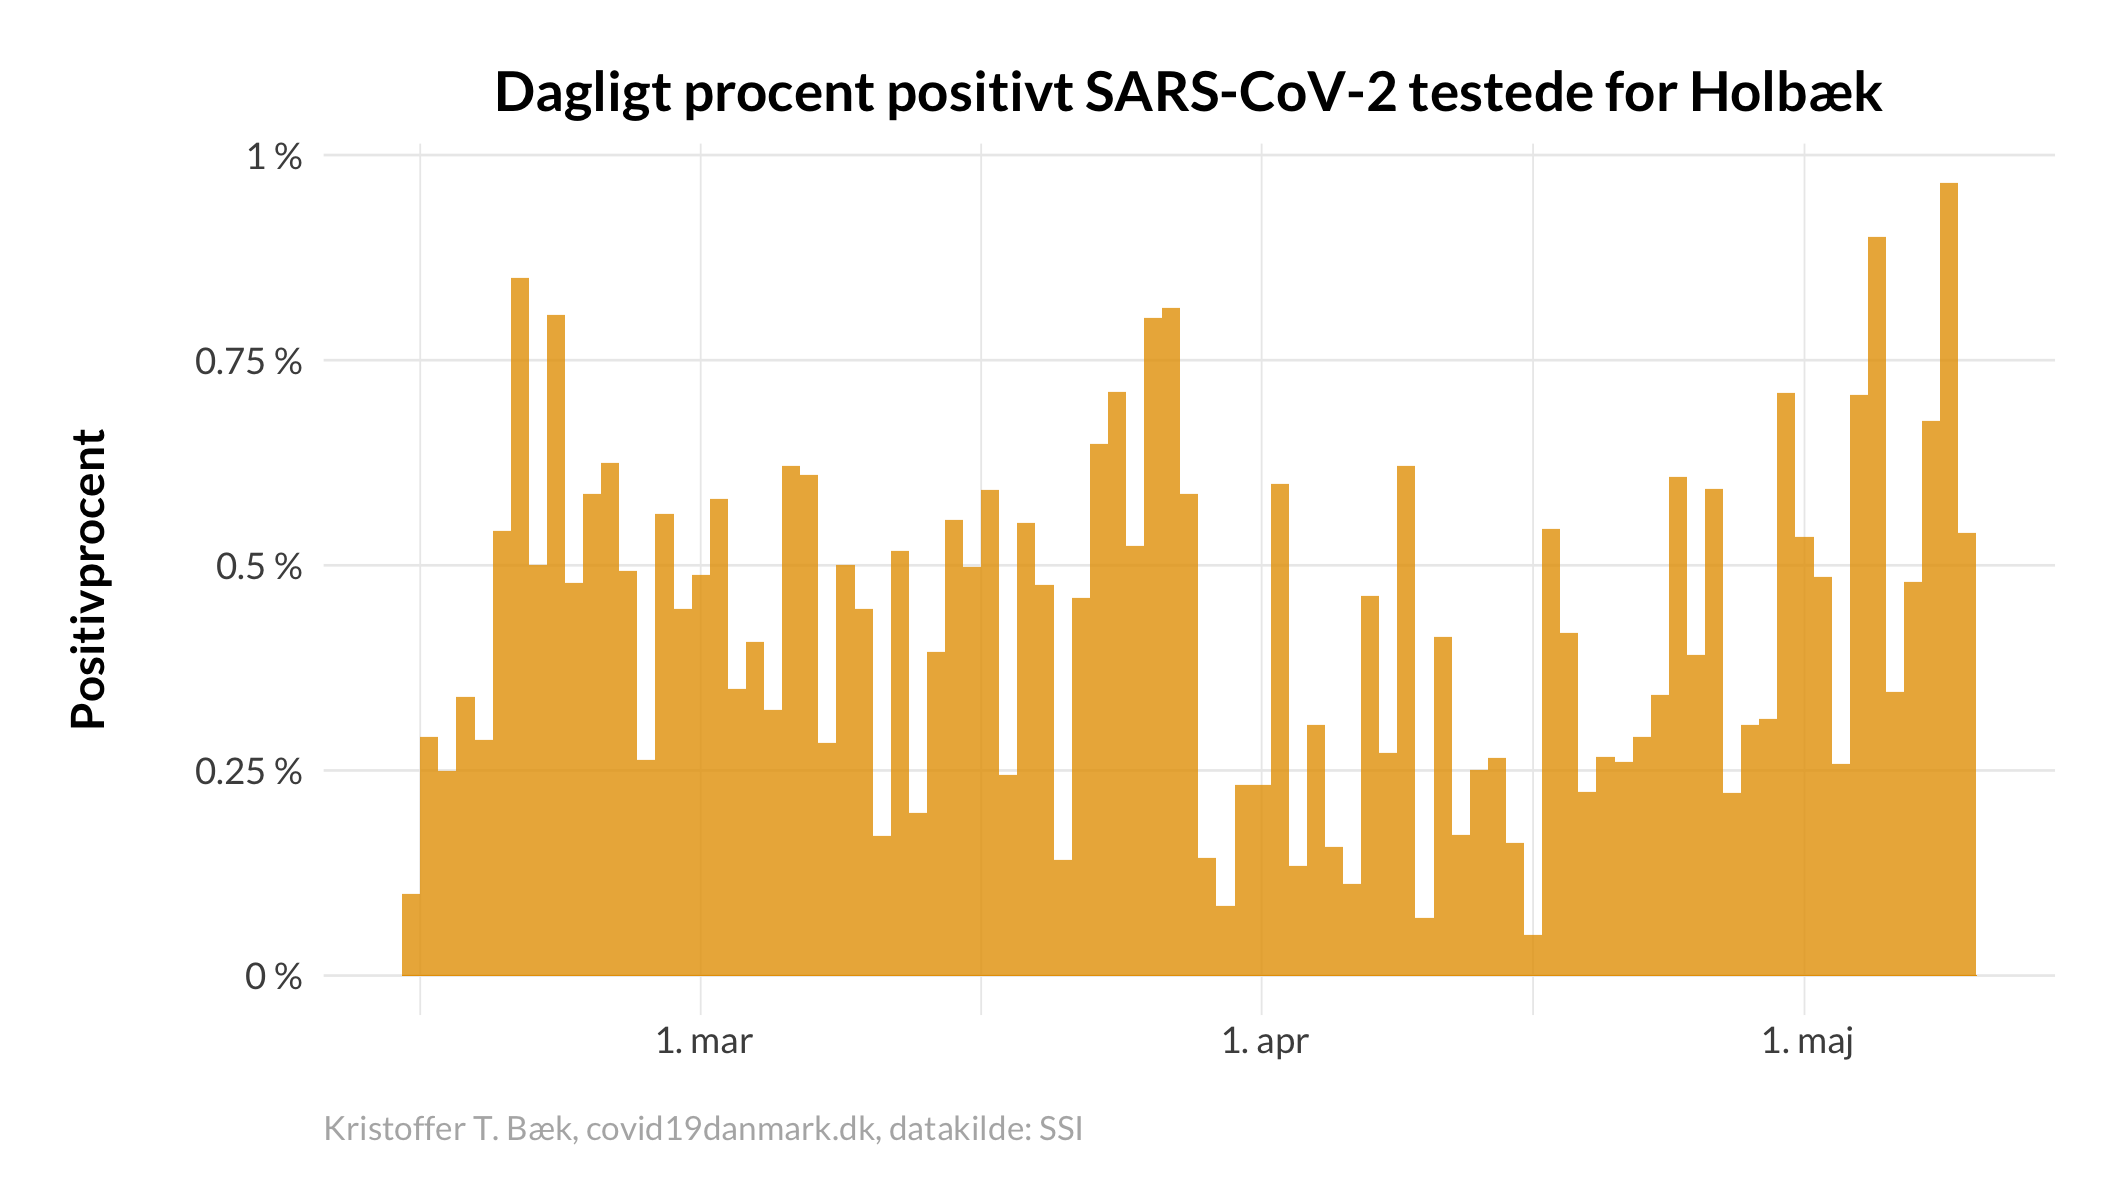 Dagligt procent positivt SARS-CoV-2 testede for Holbæk
1 %
0.75 %
0.5 %
0.25 %
0 %
Positivprocent
1. mar
1. apr
1. maj
Kristoffer T. Bæk, covid19danmark.dk, datakilde: SSI